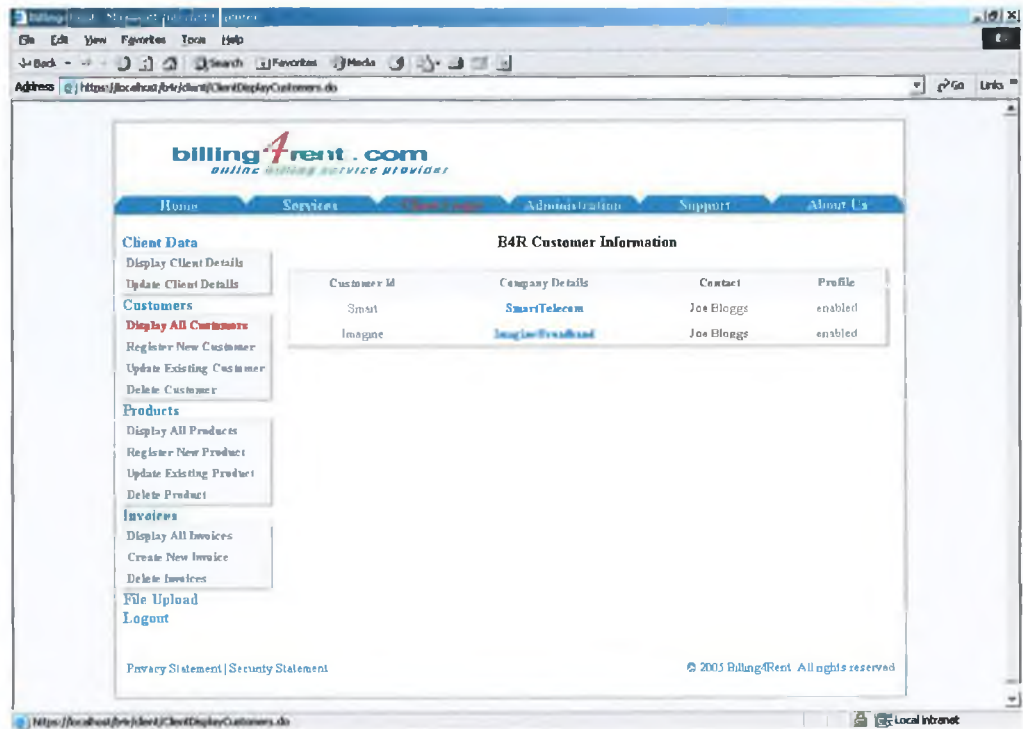 File Edit View Favorites Tools Help
Back Search Favorites Media
Address https://localhost/b4r/client/ClientDisplayCustomers.do Go Links
billing4rent.com
online billing service provider
Home Services Client Login Administration Support About Us
Client Data
Display Client Details
Update Client Details
Customers
Display All Customers
Register New Customer
Update Existing Customer
Delete Customer
Products
Display All Products
Register New Product
Update Existing Product
Delete Product
Invoices
Display All Invoices
Create New Invoice
Delete Invoices
File Upload
Logout
B4R Customer Information
Customer Id Company Details Contact Profile
Smart SmartTelecom Joe Bloggs enabled
Imagine ImagineBroadband Joe Bloggs enabled
Privacy Statement | Security Statement
© 2005 Billing4Rent All rights reserved
https://localhost/b4r/client/ClientDisplayCustomers.do Local intranet